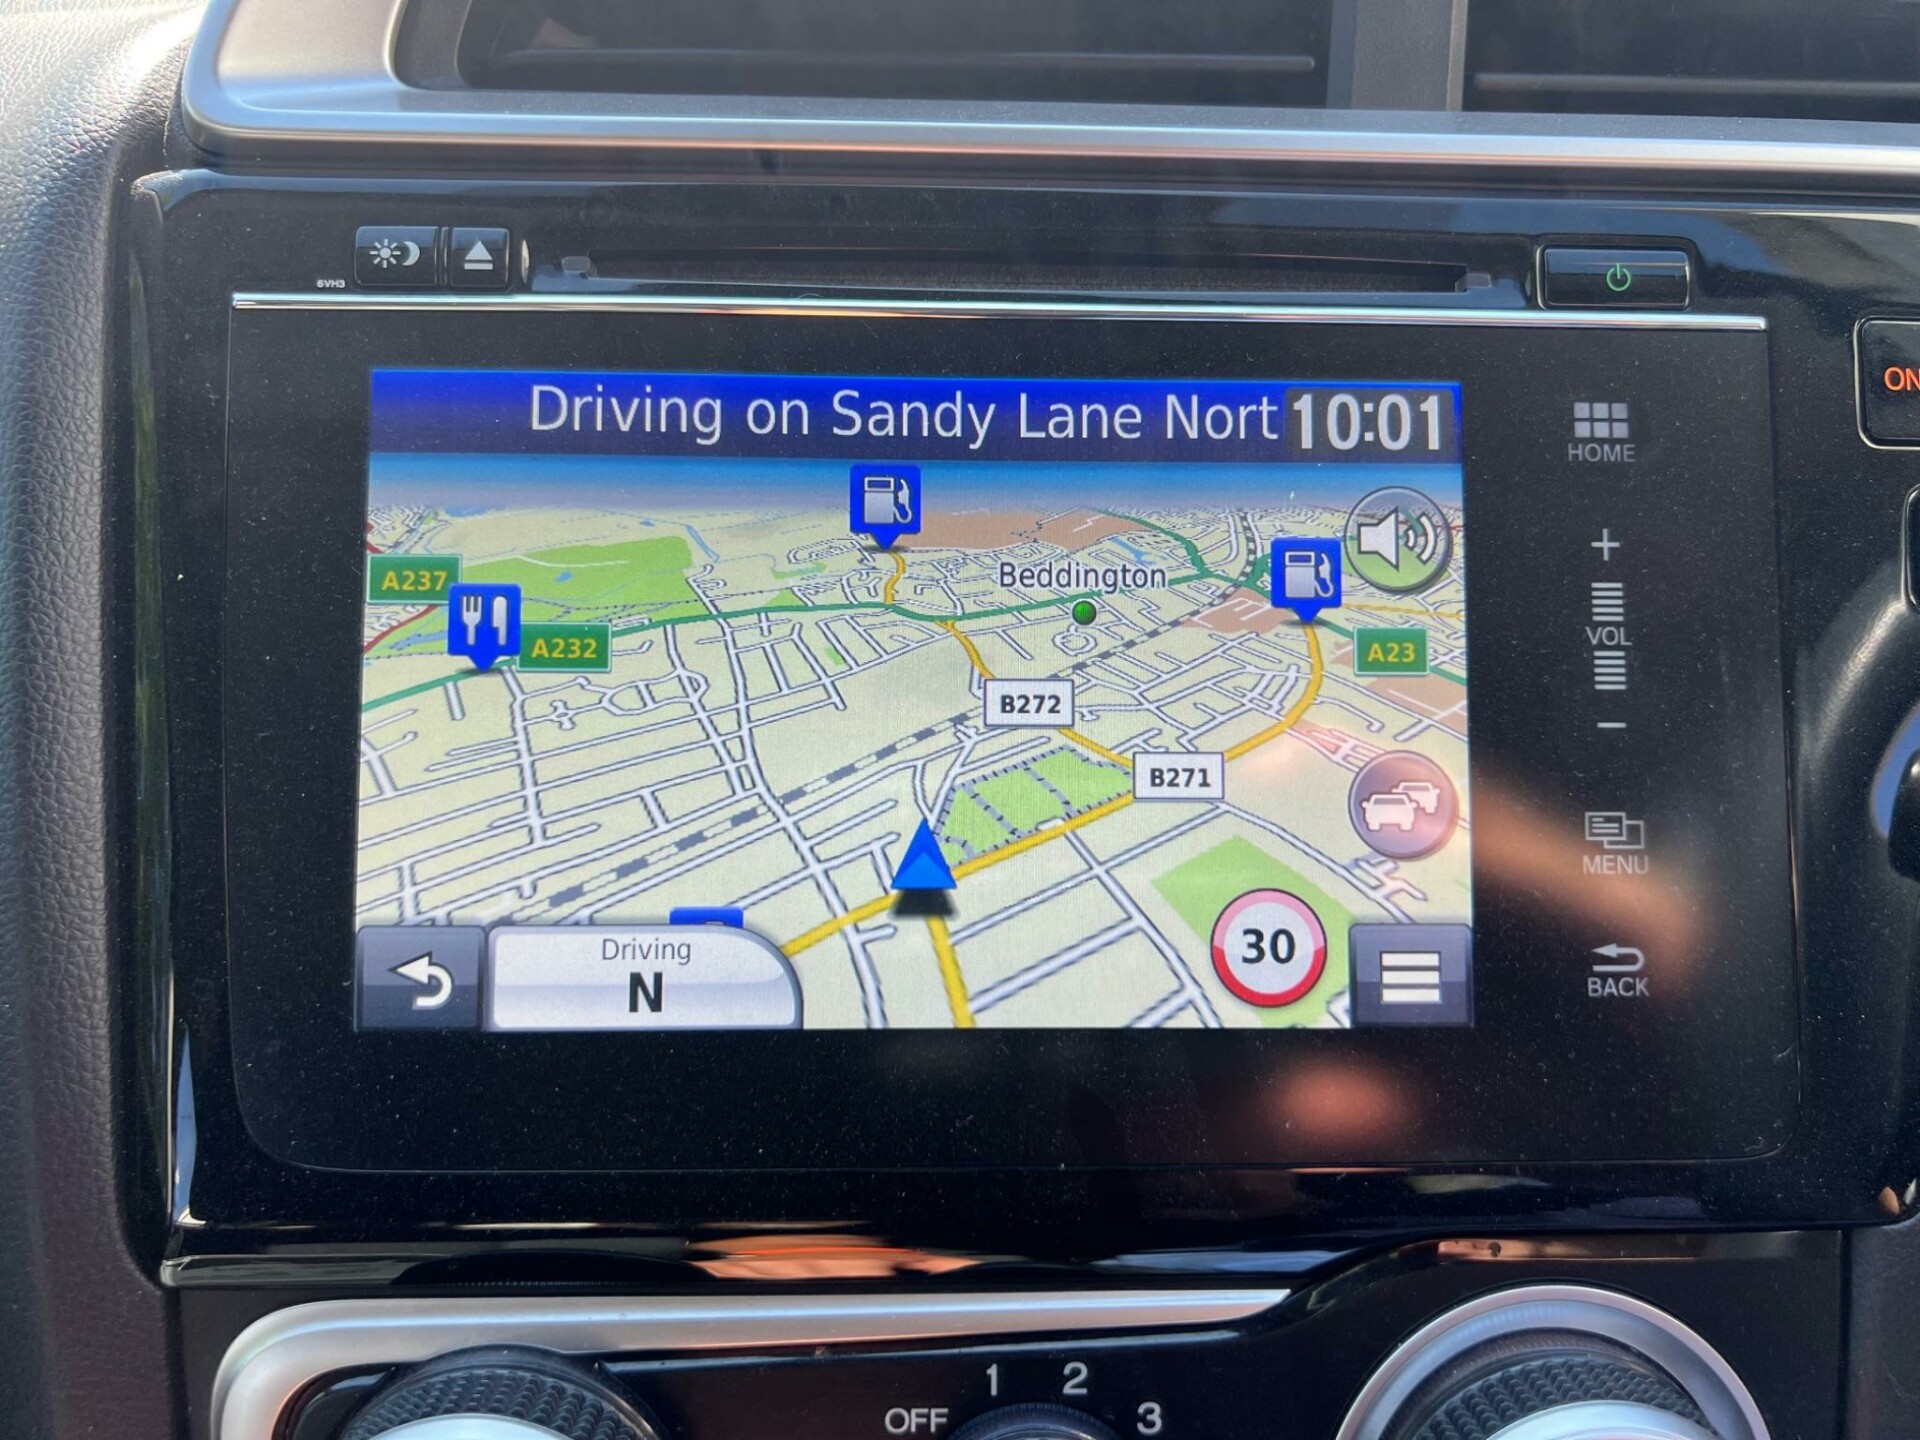 6VH3
ON
Driving on Sandy Lane Nort 10:01
HOME
A237
Beddington
A232
A23
+
VOL
-
B272
B271
MENU
Driving
N
30
BACK
1 2
OFF 3